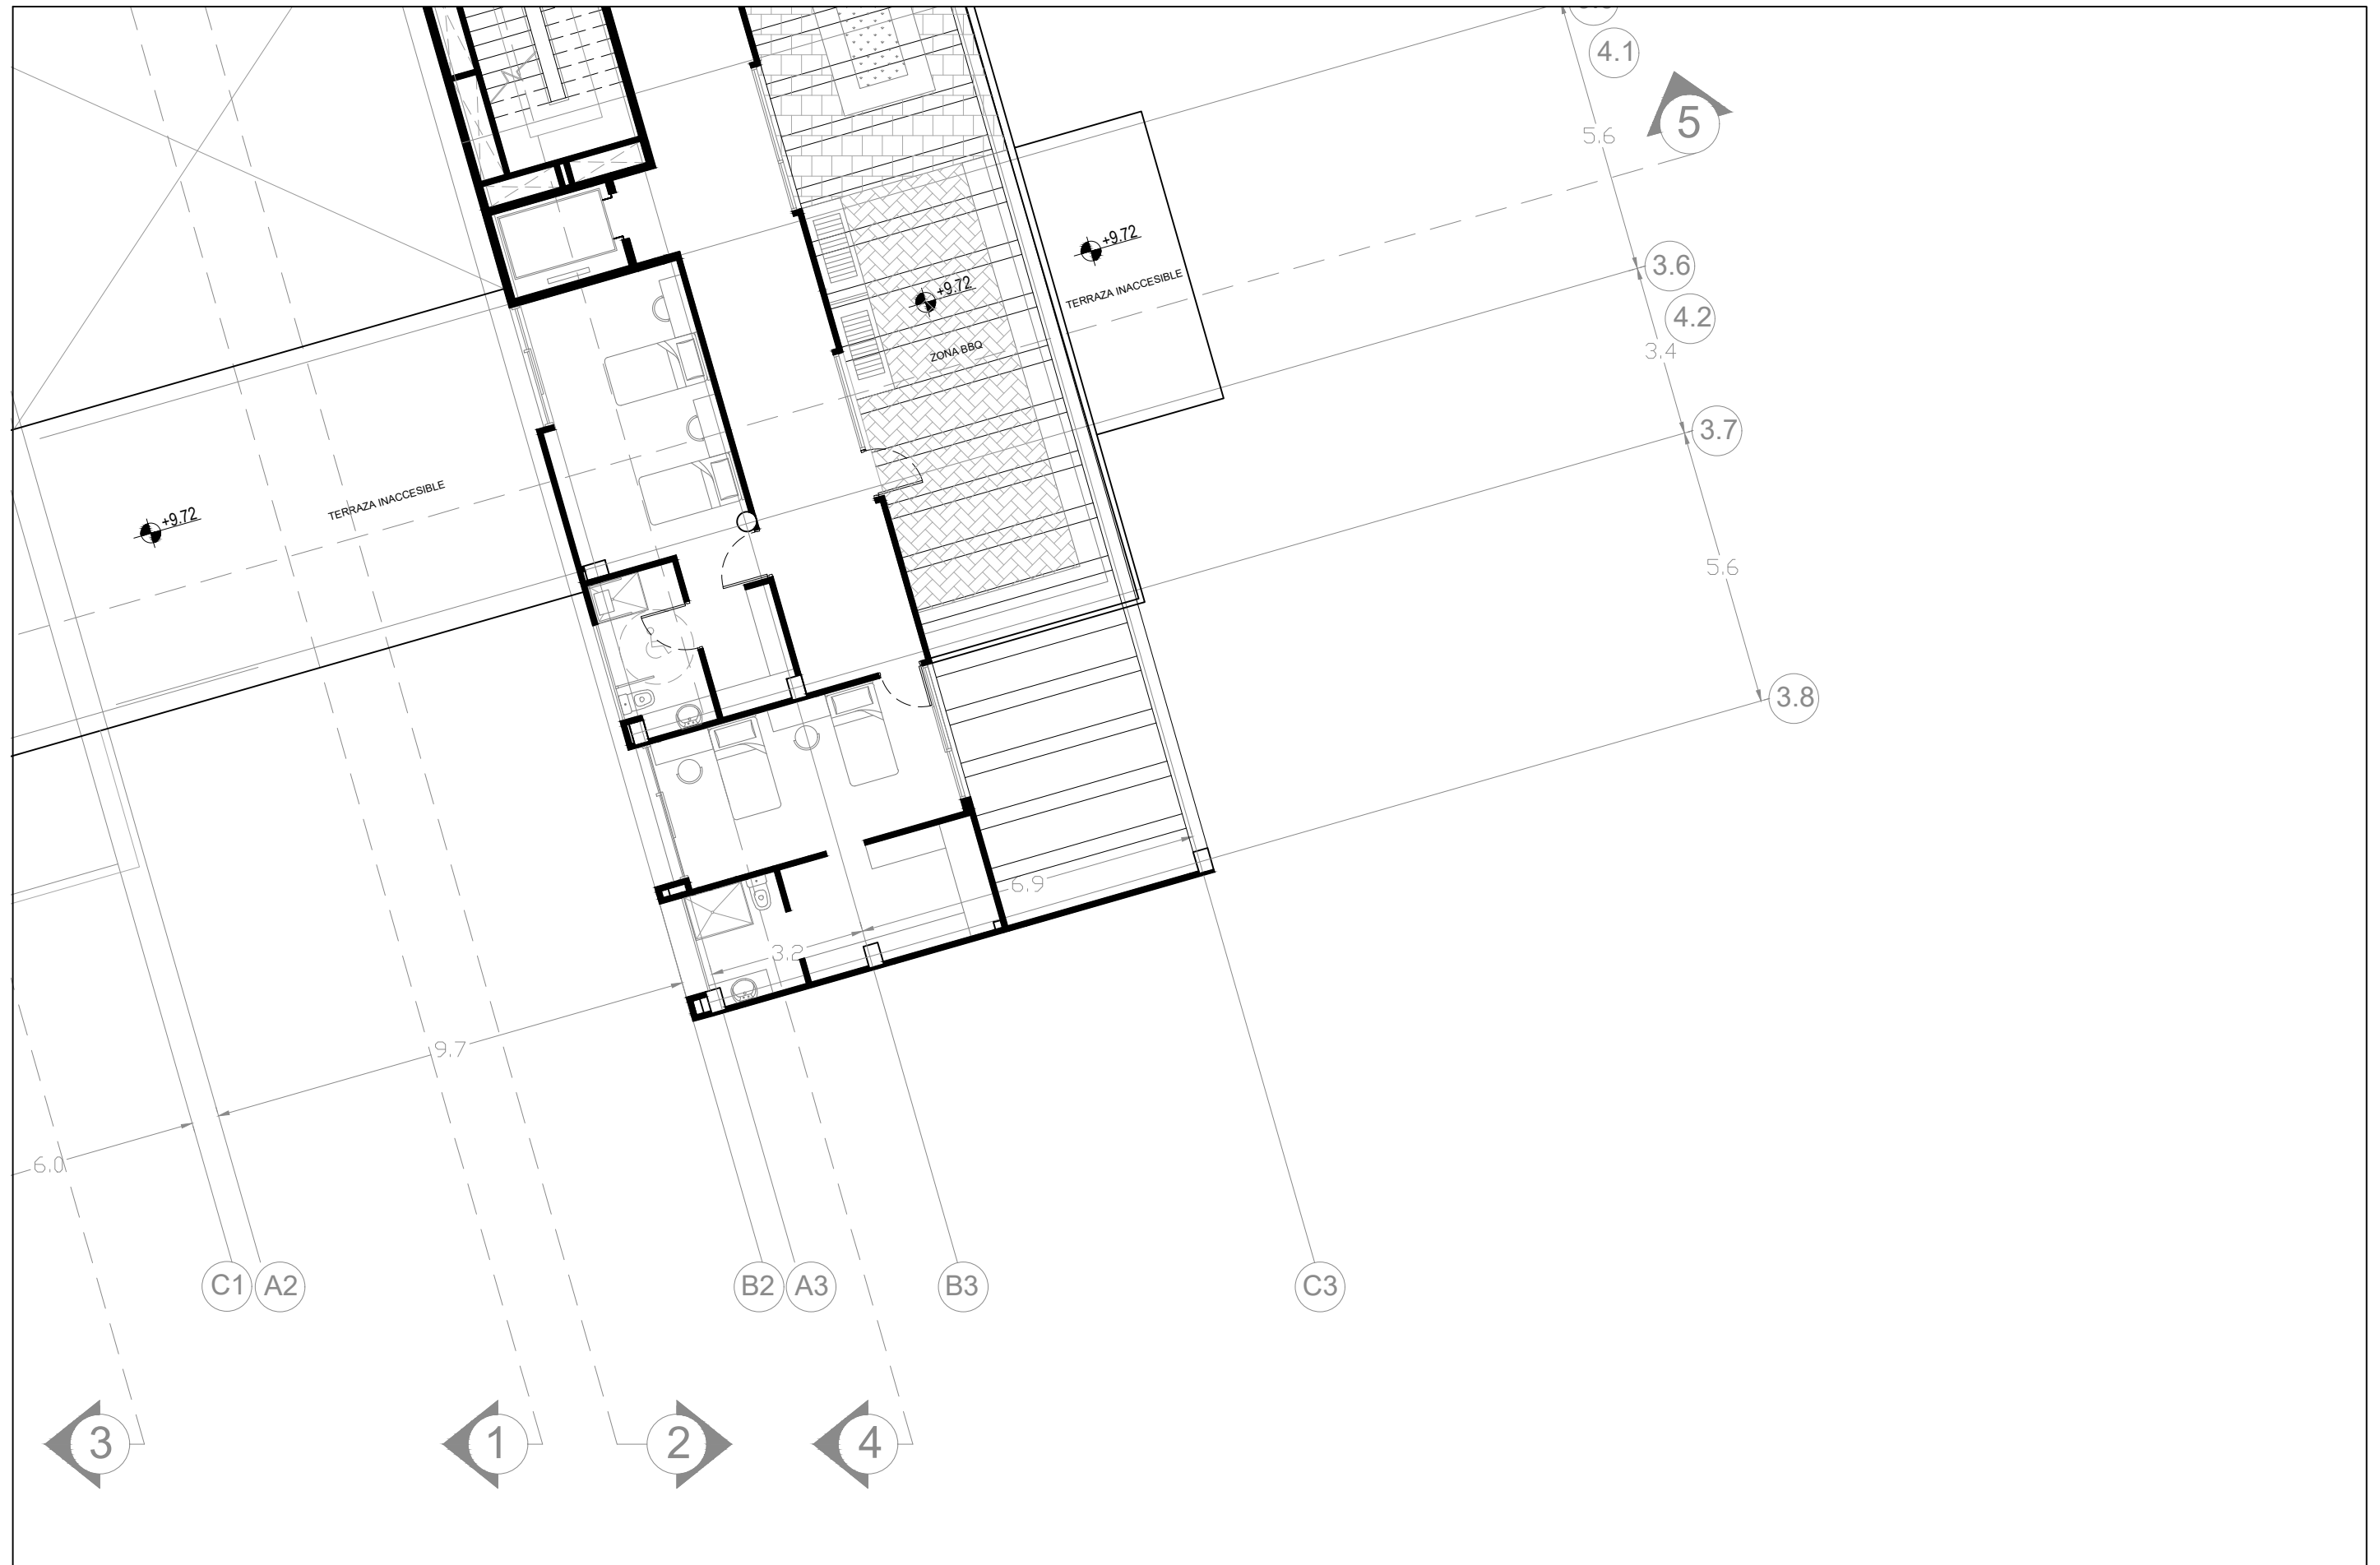 4.1
5
5.6
+9.72
TERRAZA INACCESIBLE
3.6
+9.72
4.2
ZONA BBQ
3.4
3.7
+9.72
TERRAZA INACCESIBLE
5.6
3.8
6.9
3.2
9.7
6.0
C1
A2
B2
A3
B3
C3
3
1
2
4